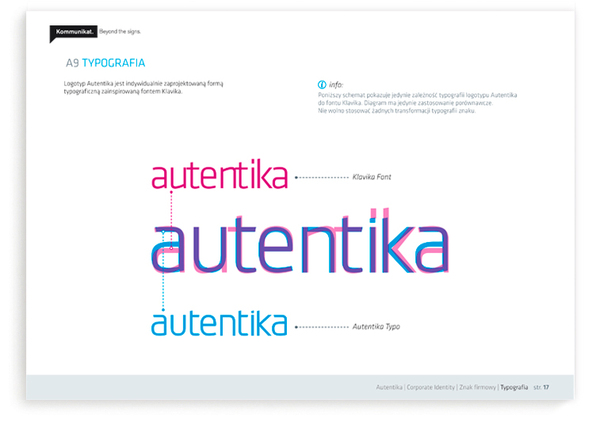 Kommunikat. Beyond the signs.
A9 TYPOGRAFIA
Logotyp Autentika jest indywidualnie zaprojektowaną formą
typograficzną zainspirowaną fontem Klavika.
i info:
Poniższy schemat pokazuje jedynie zależność typografii logotypu Autentika
do fontu Klavika. Diagram ma jedynie zastosowanie porównawcze.
Nie wolno stosować żadnych transformacji typografii znaku.
autentika Klavika Font
autentika
autentika Autentika Typo
Autentika | Corporate Identity | Znak firmowy | Typografia str. 17